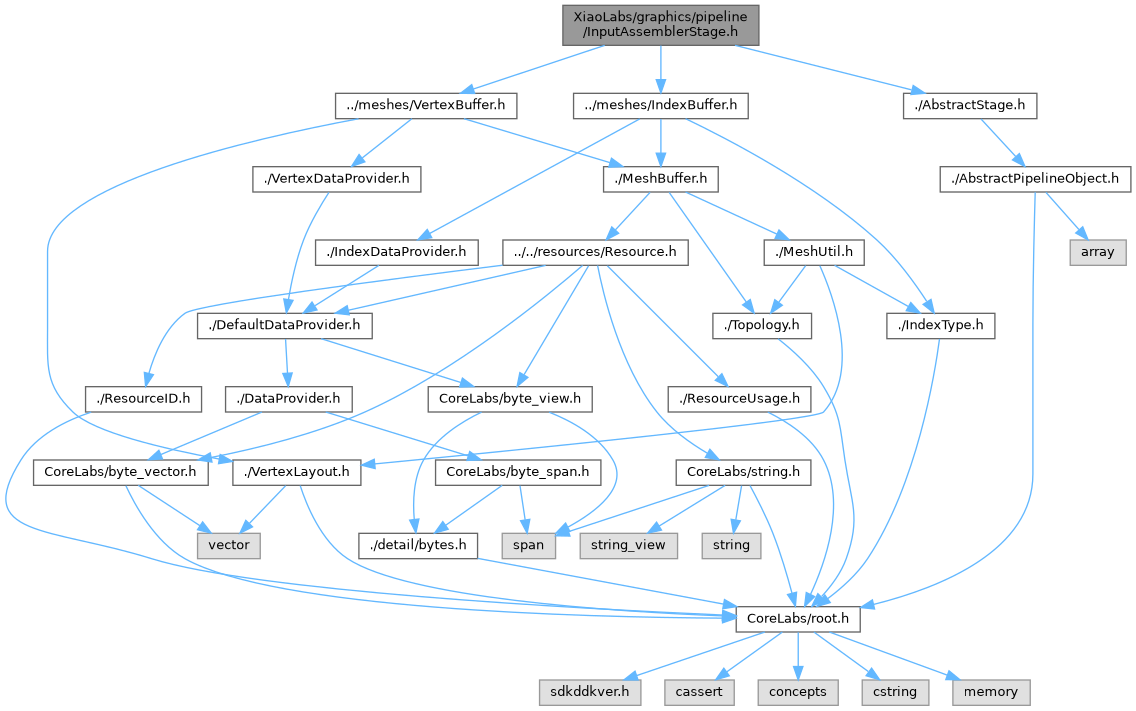 XiaoLabs/graphics/pipeline
/InputAssemblerStage.h
../meshes/VertexBuffer.h
../meshes/IndexBuffer.h
./AbstractStage.h
./VertexDataProvider.h
./MeshBuffer.h
./AbstractPipelineObject.h
./IndexDataProvider.h
../../resources/Resource.h
./MeshUtil.h
array
./DefaultDataProvider.h
./Topology.h
./IndexType.h
./ResourceID.h
./DataProvider.h
CoreLabs/byte_view.h
./ResourceUsage.h
CoreLabs/byte_vector.h
./VertexLayout.h
CoreLabs/byte_span.h
CoreLabs/string.h
vector
./detail/bytes.h
span
string_view
string
CoreLabs/root.h
sdkddkver.h
cassert
concepts
cstring
memory